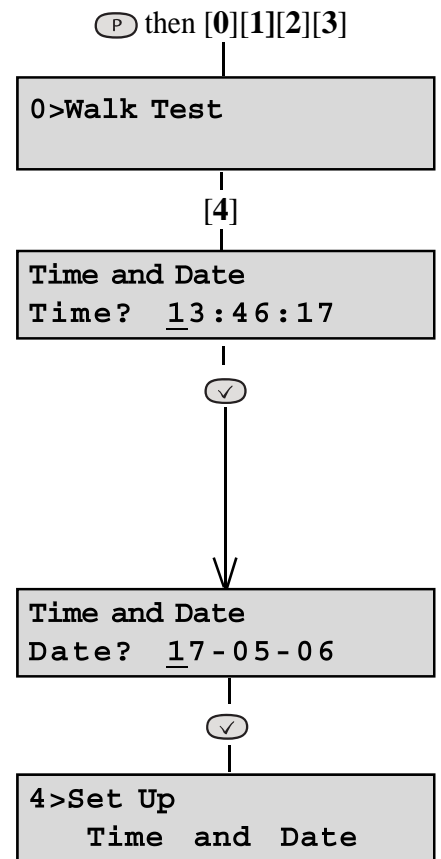 P then [0][1][2][3]
0>Walk Test
[4]
Time and Date
Time? 13:46:17
Time and Date
Date? 17-05-06
4>Set Up
Time and Date